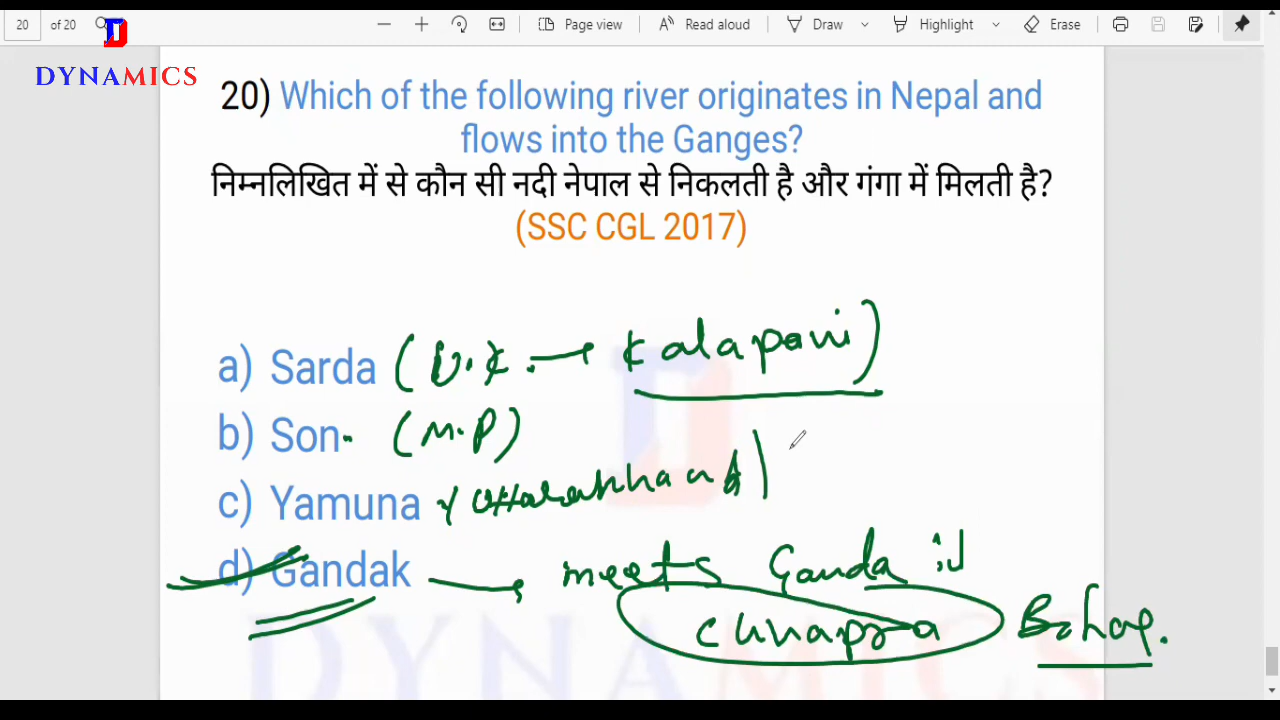 20 of 20 Page view Read aloud Draw Highlight Erase
DYNAMICS
20) Which of the following river originates in Nepal and
flows into the Ganges?
निम्नलिखित में से कौन सी नदी नेपाल से निकलती है और गंगा में मिलती है?
(SSC CGL 2017)
a) Sarda (U.K. → Kalapani)
b) Son (M.P)
c) Yamuna Uttarakhand)
d) Gandak → meets Ganda
Chhapra Bihar.
DYNAMICS